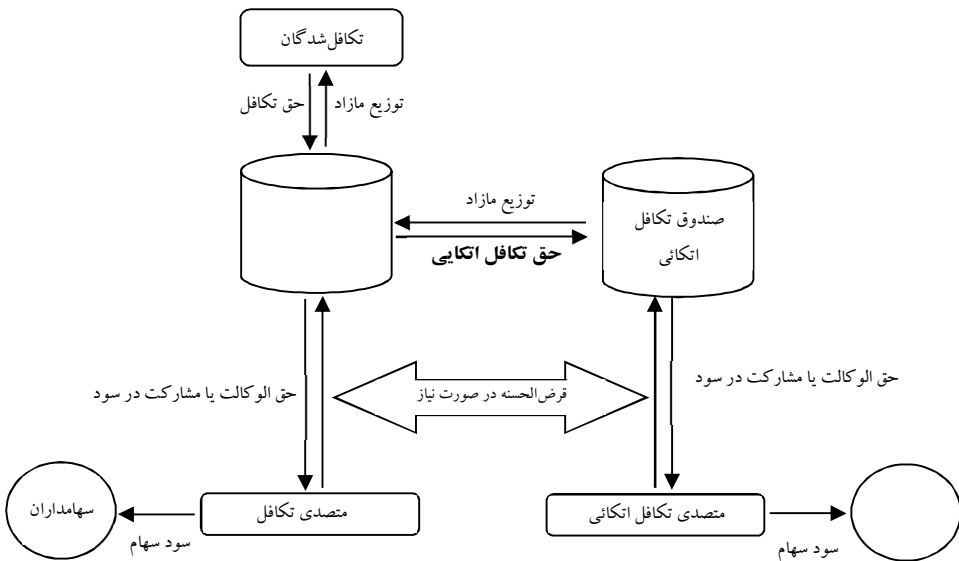 تکافل‌شدگان
توزیع مازاد
حق تکافل
صندوق تکافل
اتکائی
توزیع مازاد
حق تکافل اتکایی
حق الوکالت یا مشارکت در سود
قرض‌الحسنه در صورت نیاز
حق الوکالت یا مشارکت در سود
متصدی تکافل اتکائی
متصدی تکافل
سهامداران
سود سهام
سود سهام